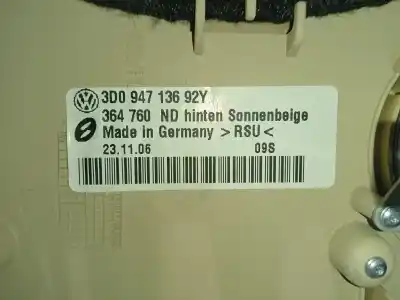 3D0 947 136 92Y
364 760 ND hinten Sonnenbeige
Made in Germany >RSU<
23.11.06 09S